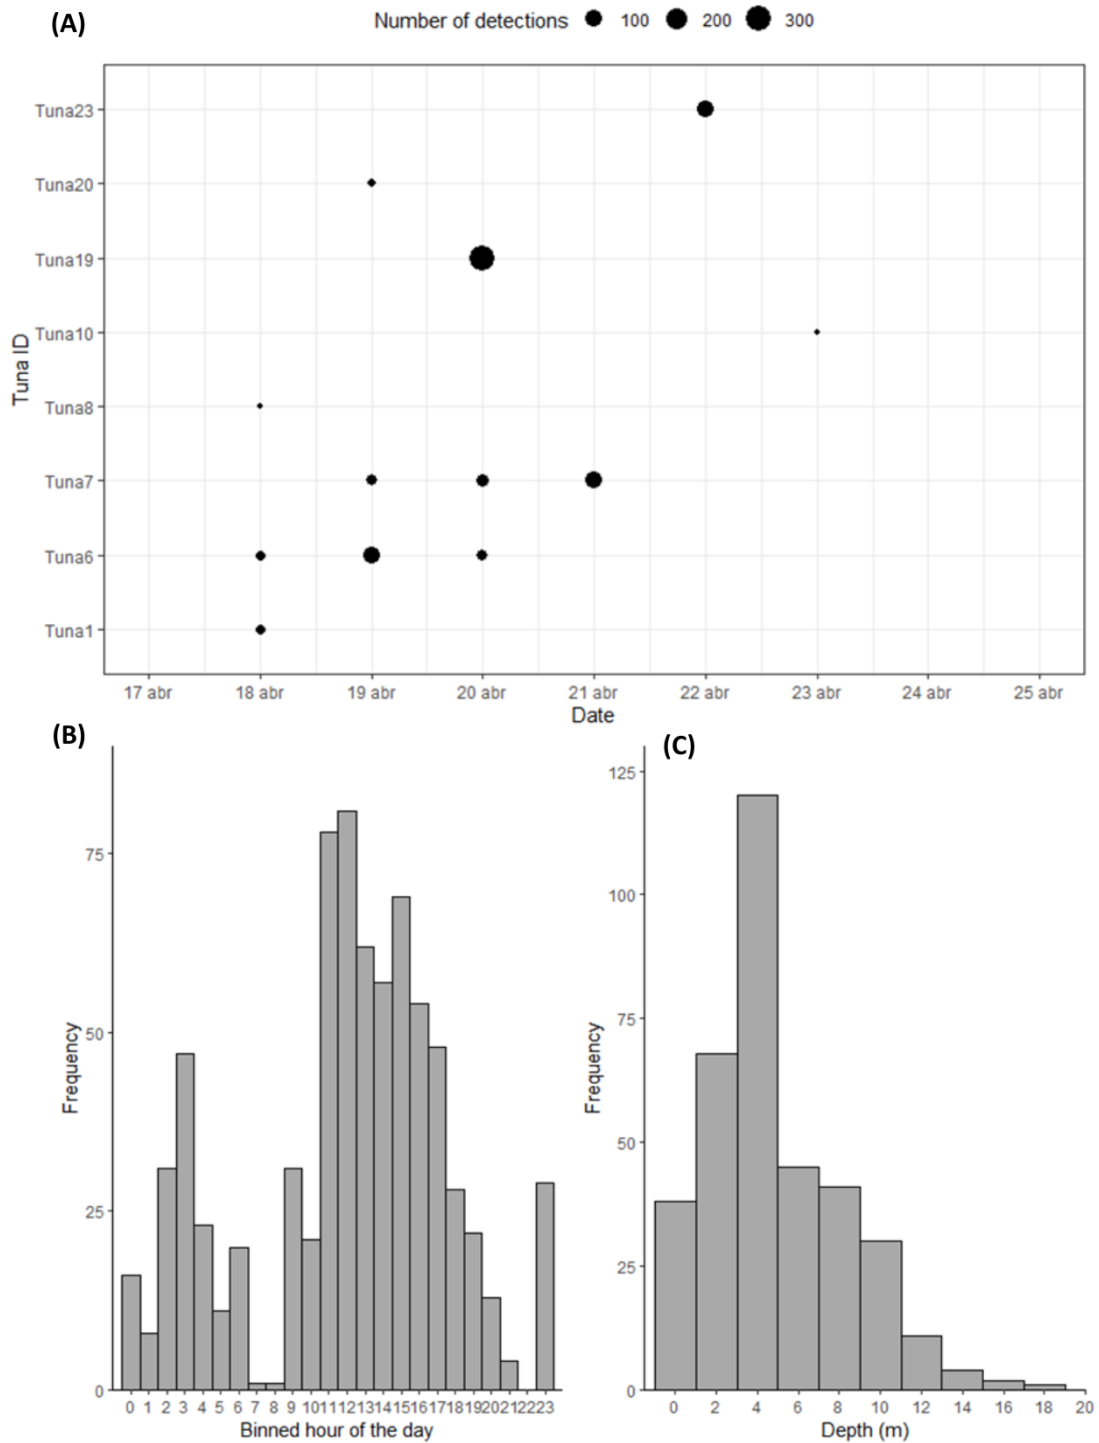 (A)
Number of detections 100 200 300
Tuna23
Tuna20
Tuna19
Tuna10
Tuna8
Tuna7
Tuna6
Tuna1
Tuna ID
17 abr 18 abr 19 abr 20 abr 21 abr 22 abr 23 abr 24 abr 25 abr
Date
(B)
75
50
25
0
Frequency
0 1 2 3 4 5 6 7 8 9 10 11 12 13 14 15 16 17 18 19 20 21 22 23
Binned hour of the day
(C)
125
100
75
50
25
0
Frequency
0 2 4 6 8 10 12 14 16 18 20
Depth (m)